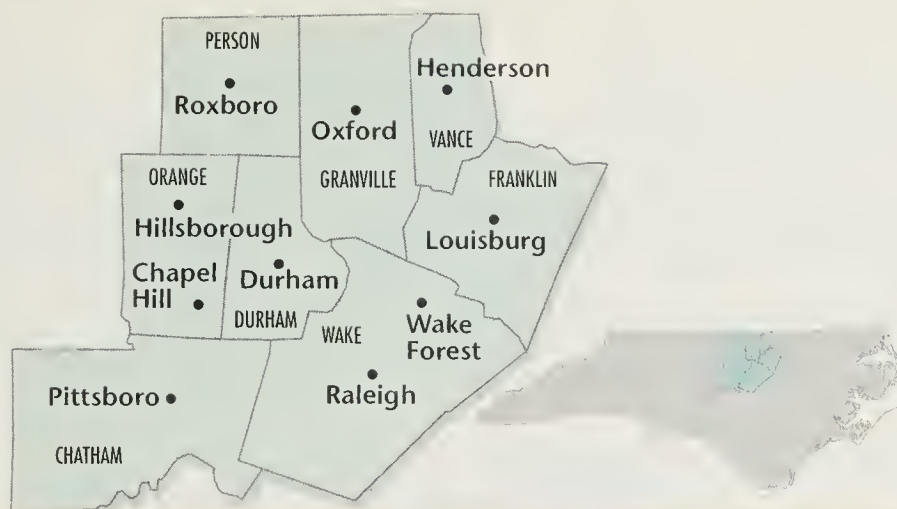 PERSON
Roxboro
Oxford
Henderson
VANCE
GRANVILLE
FRANKLIN
Louisburg
ORANGE
Hillsborough
Chapel
Hill
Durham
DURHAM
WAKE
Wake
Forest
Raleigh
Pittsboro
CHATHAM